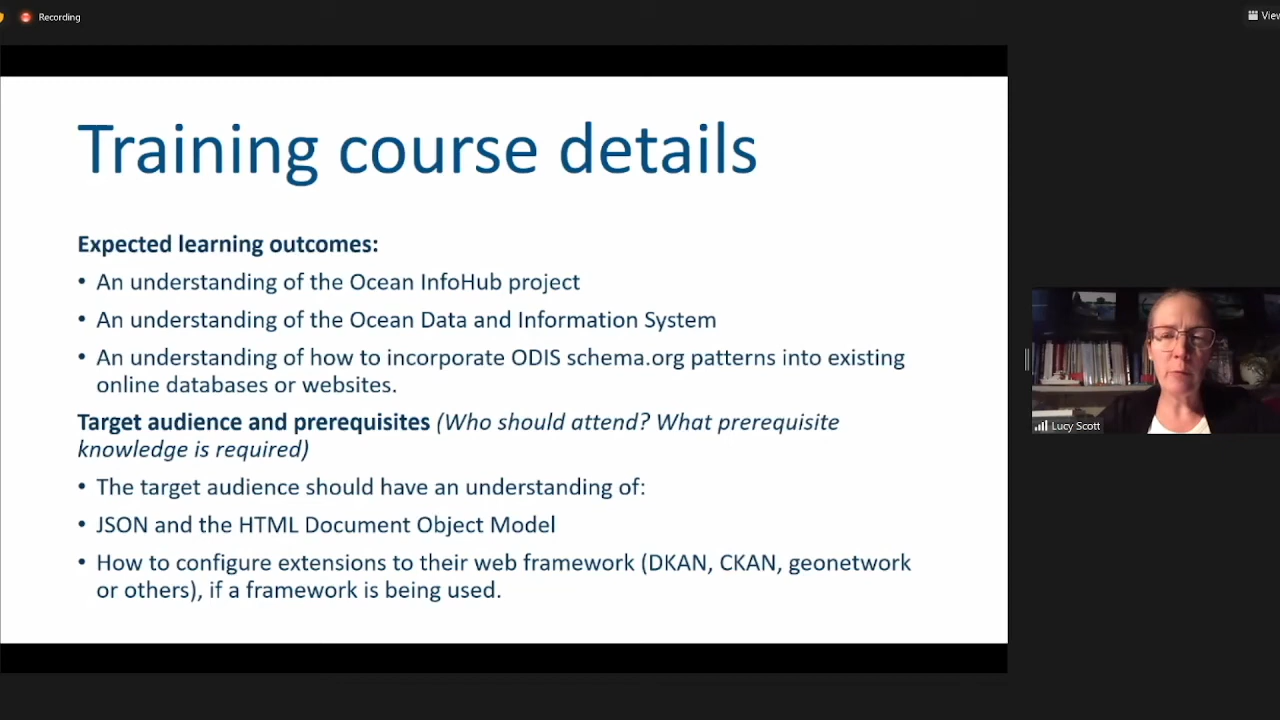 Recording
View
Training course details
Expected learning outcomes:
• An understanding of the Ocean InfoHub project
• An understanding of the Ocean Data and Information System
• An understanding of how to incorporate ODIS schema.org patterns into existing
online databases or websites.
Target audience and prerequisites (Who should attend? What prerequisite
knowledge is required)
• The target audience should have an understanding of:
• JSON and the HTML Document Object Model
• How to configure extensions to their web framework (DKAN, CKAN, geonetwork
or others), if a framework is being used.
Lucy Scott